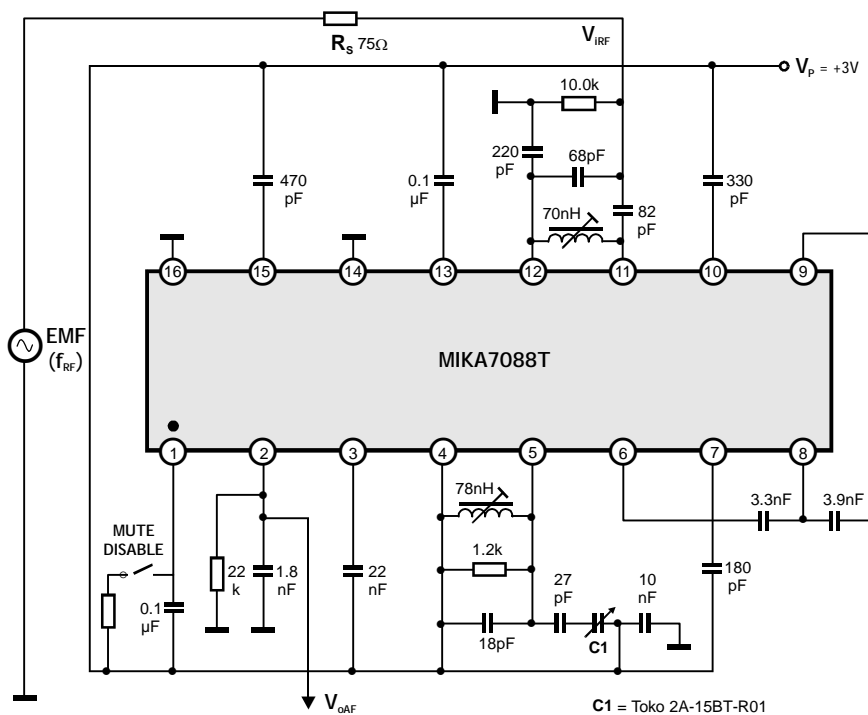 R_S 75Ω
V_iRF
V_P = +3V
10.0k
220
pF
68pF
470
pF
0.1
µF
330
pF
82
pF
70nH
16
15
14
13
12
11
10
9
EMF
(f_RF)
MIKA7088T
1
2
3
4
5
6
7
8
78nH
3.3nF
3.9nF
MUTE
DISABLE
1.2k
22
k
1.8
nF
22
nF
27
pF
10
nF
180
pF
0.1
µF
18pF
C1
V_oAF
C1 = Toko 2A-15BT-R01